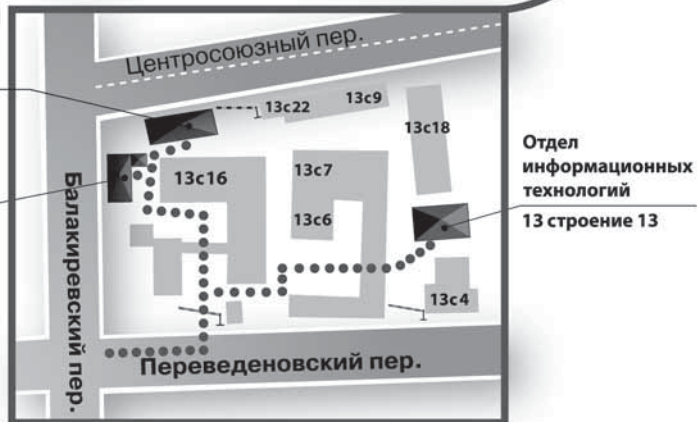 Центросоюзный пер.
13с22
13с9
13с18
13с16
13с7
13с6
13с4
Балакиревский пер.
Переведеновский пер.
Отдел
информационных
технологий
13 строение 13